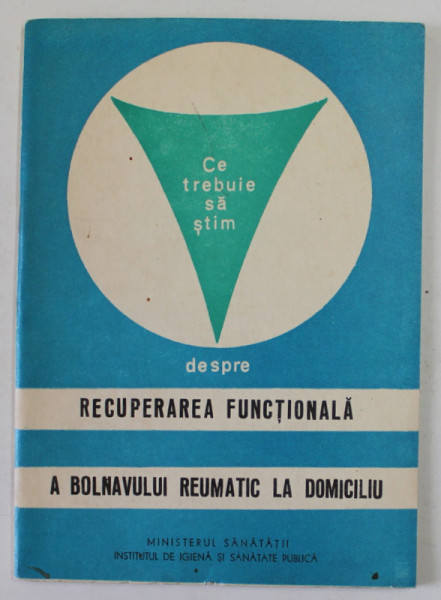 Ce
trebuie
să
știm
despre
RECUPERAREA FUNCȚIONALĂ
A BOLNAVULUI REUMATIC LA DOMICILIU
MINISTERUL SĂNĂTĂȚII
INSTITUTUL DE IGIENĂ ȘI SĂNĂTATE PUBLICĂ